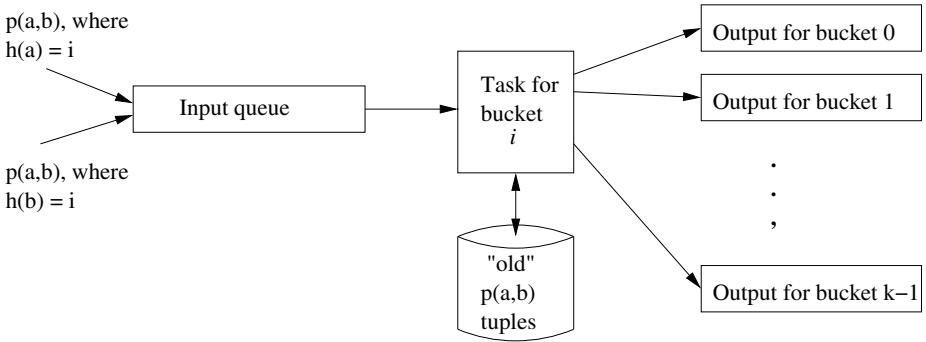 p(a,b), where
h(a) = i
Input queue
p(a,b), where
h(b) = i
Task for
bucket
i
"old"
p(a,b)
tuples
Output for bucket 0
Output for bucket 1
.
.
,
Output for bucket k−1